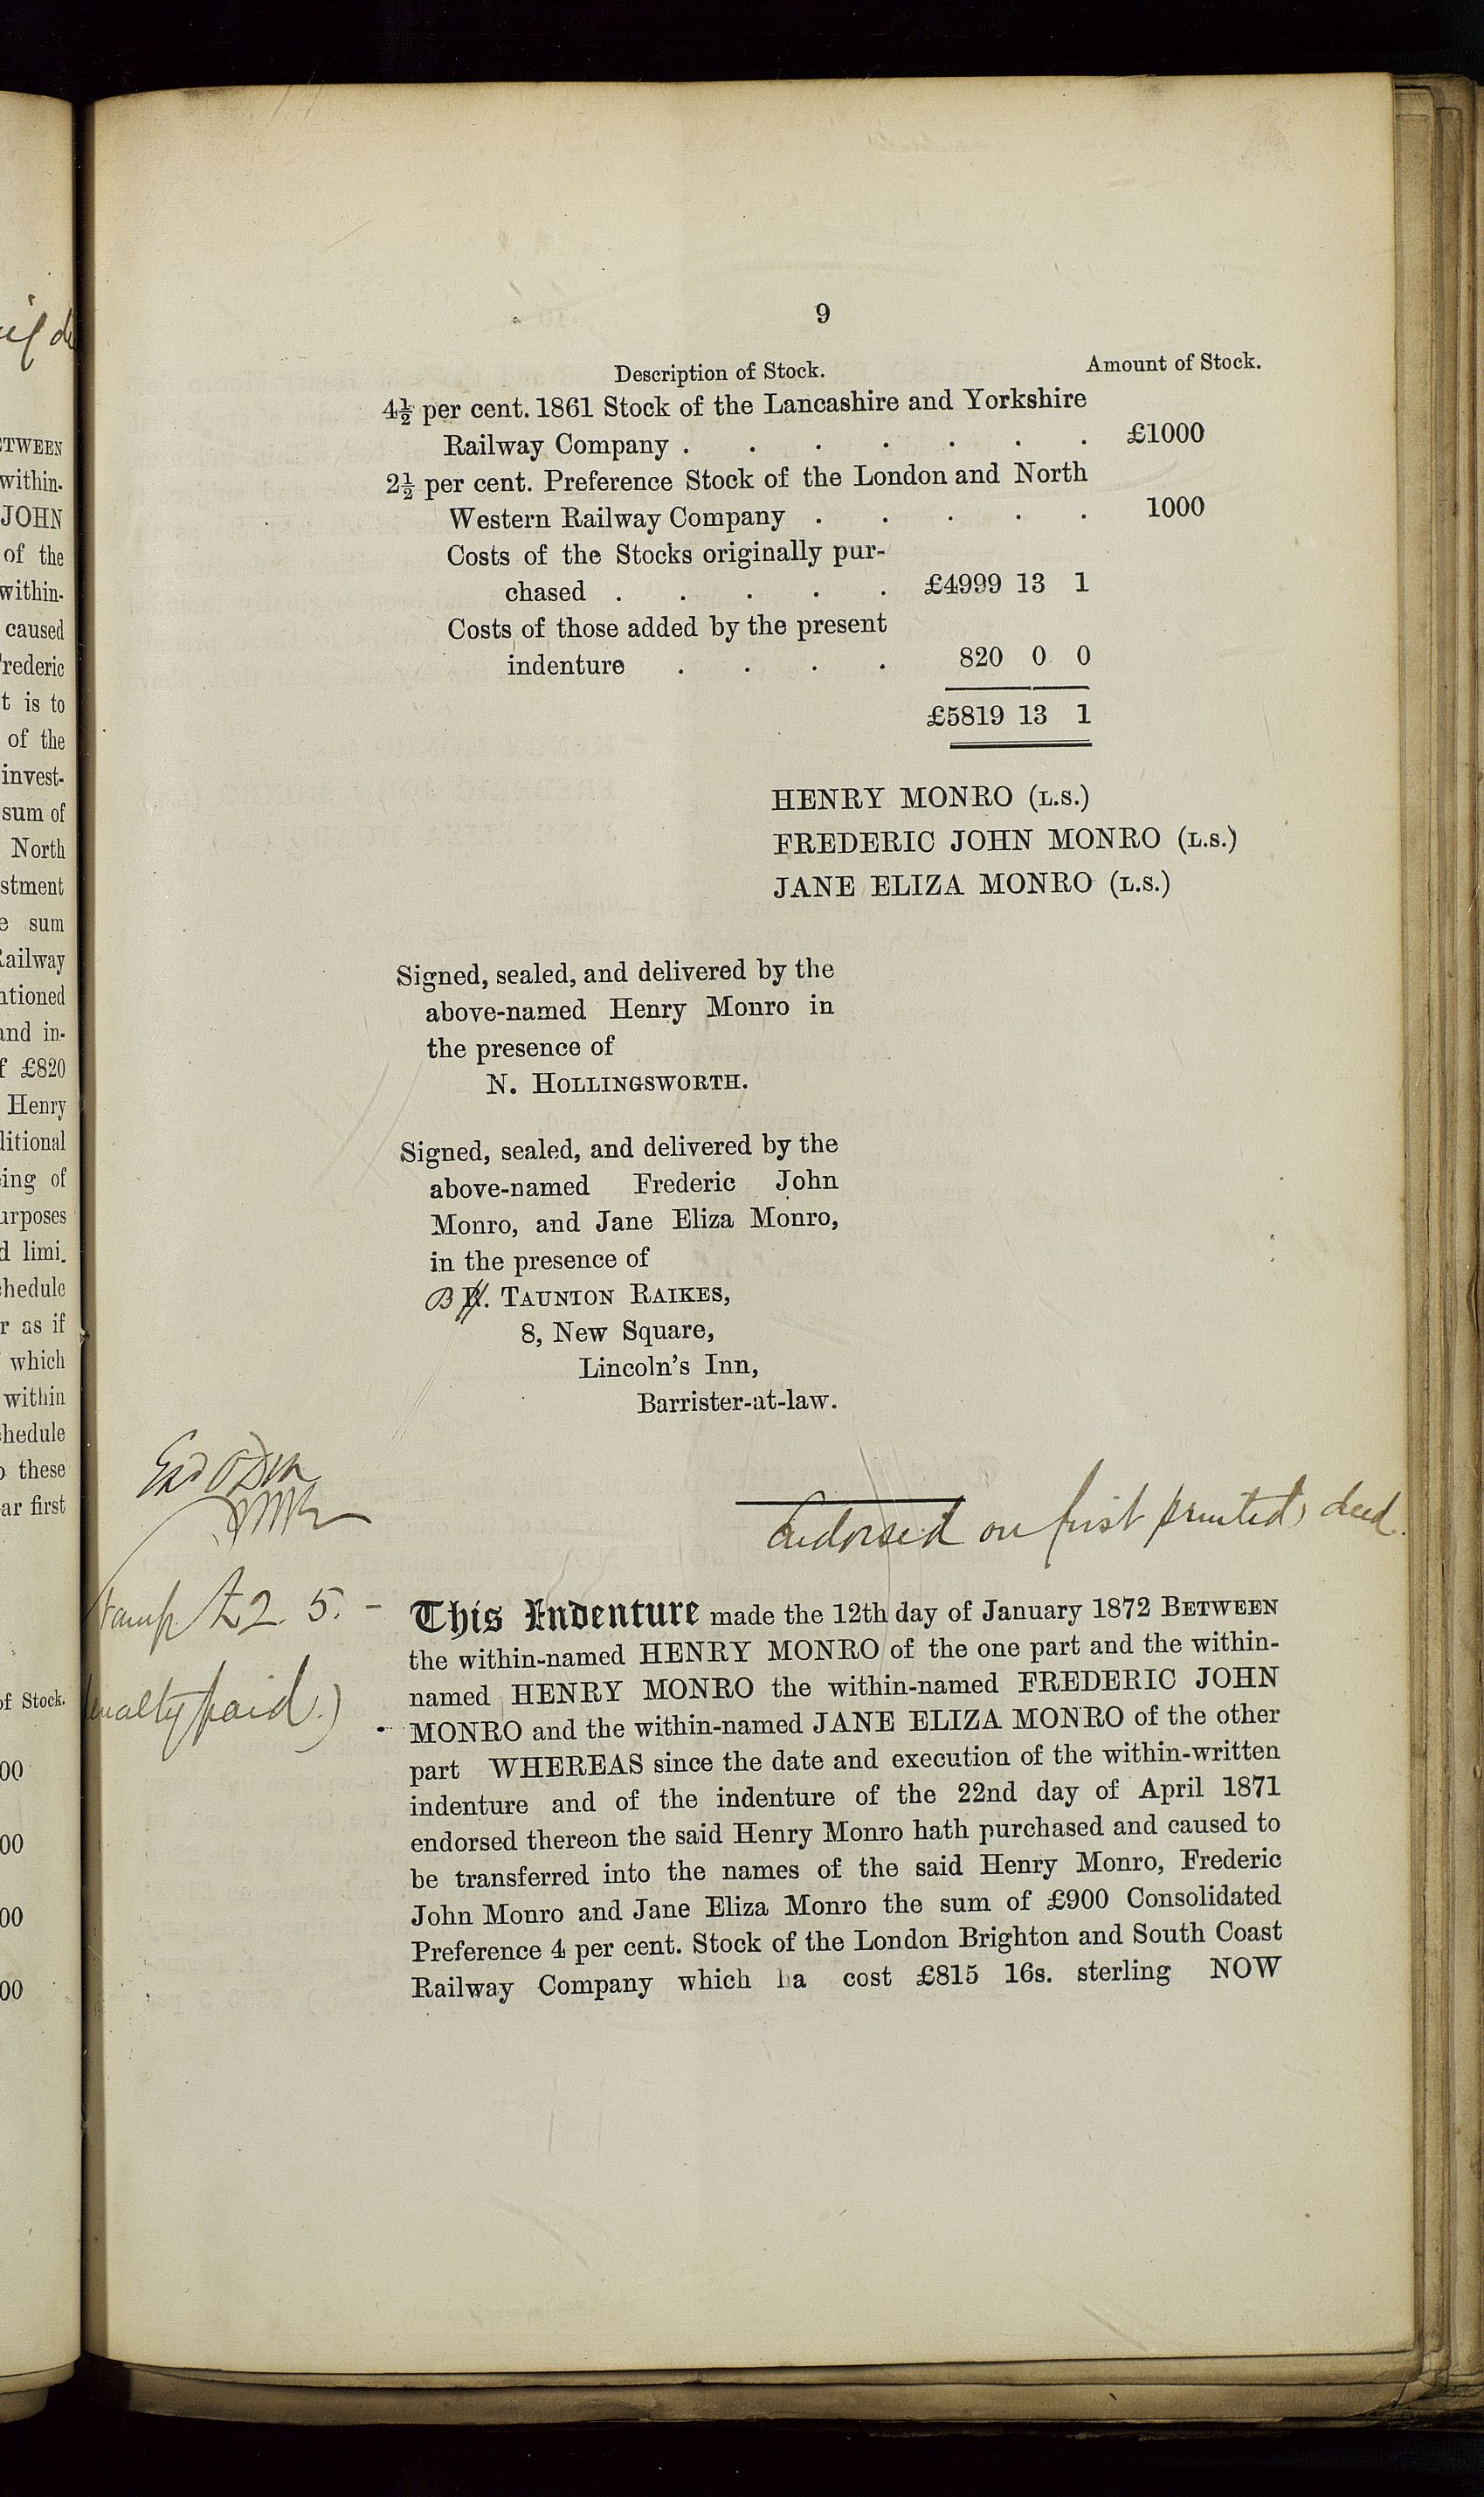 9
Description of Stock. Amount of Stock.
4½ per cent. 1861 Stock of the Lancashire and Yorkshire
Railway Company . . . . . . . £1000
2½ per cent. Preference Stock of the London and North
Western Railway Company . . . . . 1000
Costs of the Stocks originally pur-
chased . . . . . £4999 13 1
Costs of those added by the present
indenture . . . . 820 0 0
£5819 13 1
HENRY MONRO (L.S.)
FREDERIC JOHN MONRO (L.S.)
JANE ELIZA MONRO (L.S.)
Signed, sealed, and delivered by the
above-named Henry Monro in
the presence of
N. HOLLINGSWORTH.
Signed, sealed, and delivered by the
above-named Frederic John
Monro, and Jane Eliza Monro,
in the presence of
B R. TAUNTON RAIKES,
8, New Square,
Lincoln's Inn,
Barrister-at-law.
Endorsed on first printed deed.
tamp £2. 5. -
enalty paid.)
This Indenture made the 12th day of January 1872 BETWEEN
the within-named HENRY MONRO of the one part and the within-
named HENRY MONRO the within-named FREDERIC JOHN
MONRO and the within-named JANE ELIZA MONRO of the other
part WHEREAS since the date and execution of the within-written
indenture and of the indenture of the 22nd day of April 1871
endorsed thereon the said Henry Monro hath purchased and caused to
be transferred into the names of the said Henry Monro, Frederic
John Monro and Jane Eliza Monro the sum of £900 Consolidated
Preference 4 per cent. Stock of the London Brighton and South Coast
Railway Company which ha cost £815 16s. sterling NOW